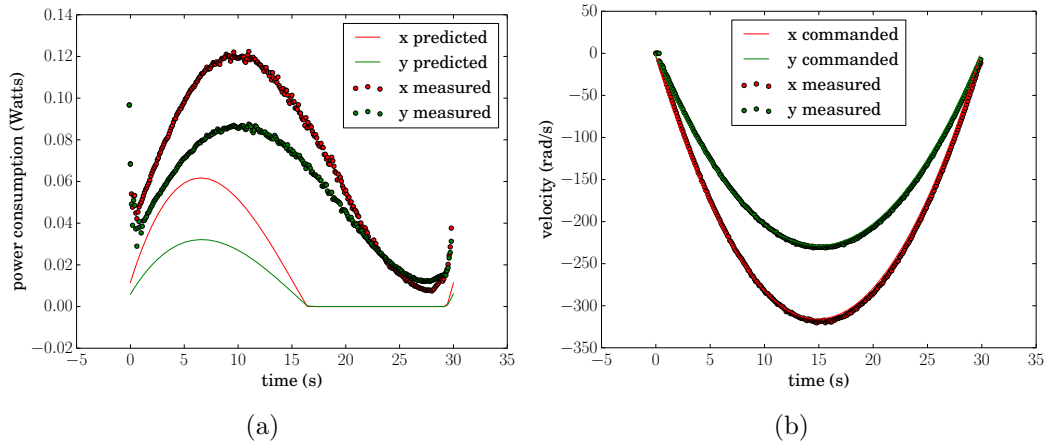 0.14
0.12
0.10
0.08
0.06
0.04
0.02
0.00
−0.02
power consumption (Watts)
x predicted
y predicted
x measured
y measured
−5 0 5 10 15 20 25 30 35
time (s)
(a)
50
0
−50
−100
−150
−200
−250
−300
−350
velocity (rad/s)
x commanded
y commanded
x measured
y measured
−5 0 5 10 15 20 25 30 35
time (s)
(b)